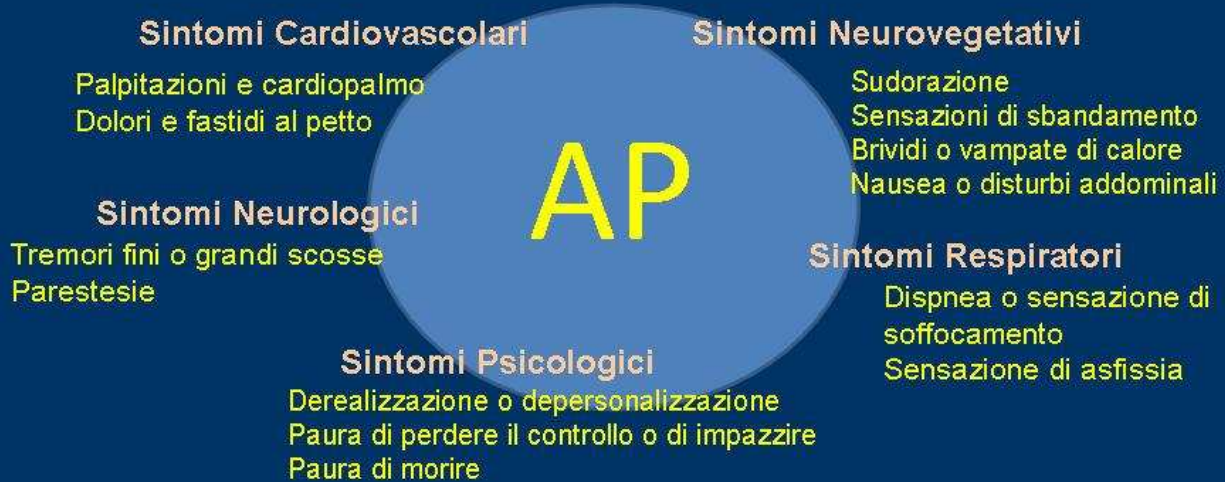 Sintomi Cardiovascolari
Palpitazioni e cardiopalmo
Dolori e fastidi al petto
Sintomi Neurovegetativi
Sudorazione
Sensazioni di sbandamento
Brividi o vampate di calore
Nausea o disturbi addominali
AP
Sintomi Neurologici
Tremori fini o grandi scosse
Parestesie
Sintomi Respiratori
Dispnea o sensazione di
soffocamento
Sensazione di asfissia
Sintomi Psicologici
Derealizzazione o depersonalizzazione
Paura di perdere il controllo o di impazzire
Paura di morire